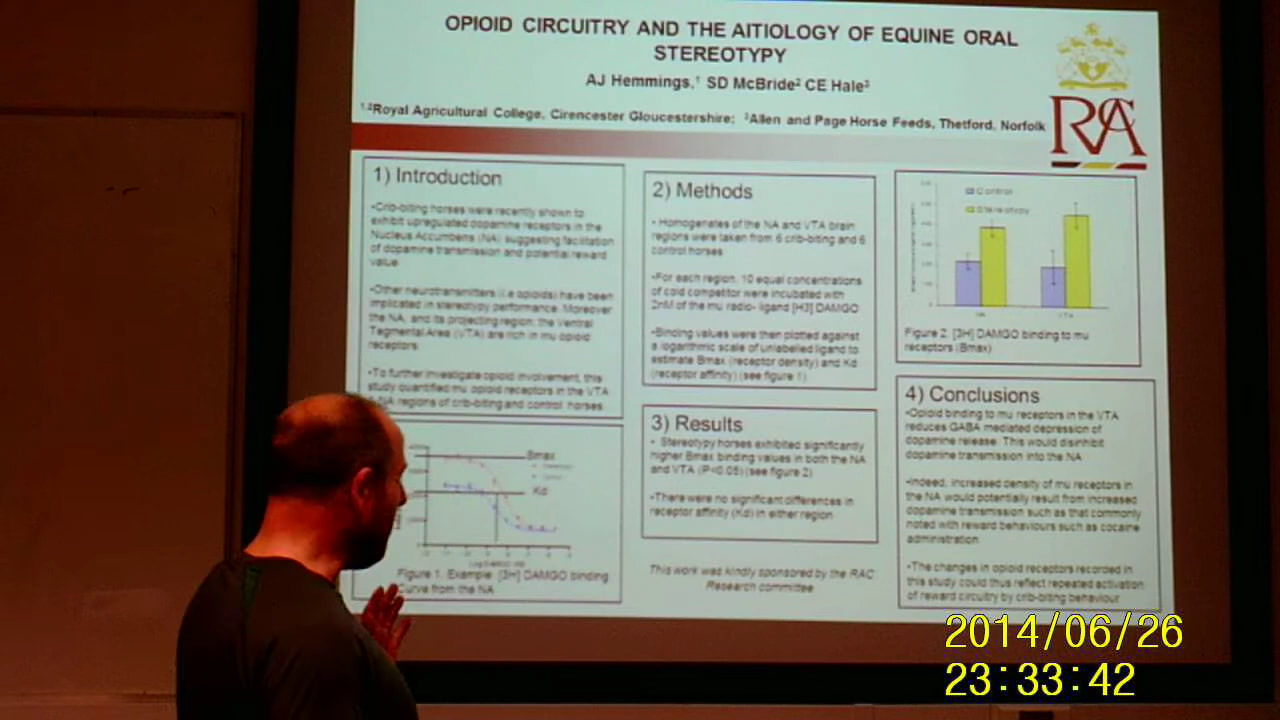 OPIOID CIRCUITRY AND THE AITIOLOGY OF EQUINE ORAL
STEREOTYPY
AJ Hemmings,¹ SD McBride² CE Hale³
¹,²Royal Agricultural College, Cirencester Gloucestershire; ³Allen and Page Horse Feeds, Thetford, Norfolk
RAC
1) Introduction
•Crib-biting horses were recently shown to
exhibit upregulated dopamine receptors in the
Nucleus Accumbens (NA) suggesting facilitation
of dopamine transmission and potential reward
value
•Other neurotransmitters (i.e opioids) have been
implicated in stereotypy performance. Moreover
the NA, and its projecting region, the Ventral
Tegmental Area (VTA) are rich in mu opioid
receptors
•To further investigate opioid involvement, this
study quantified mu opioid receptors in the VTA
NA regions of crib-biting and control horses
Bmax
Kd
Figure 1. Example [3H] DAMGO binding
curve from the NA
2) Methods
• Homogenates of the NA and VTA brain
regions were taken from 6 crib-biting and 6
control horses
•For each region, 10 equal concentrations
of cold competitor were incubated with
2nM of the mu radio- ligand [H3] DAMGO
•Binding values were then plotted against
a logarithmic scale of unlabelled ligand to
estimate Bmax (receptor density) and Kd
(receptor affinity) (see figure 1)
3) Results
• Stereotypy horses exhibited significantly
higher Bmax binding values in both the NA
and VTA (P<0.05) (see figure 2)
•There were no significant differences in
receptor affinity (Kd) in either region
This work was kindly sponsored by the RAC
Research committee
Control
Stereotypy
NA
VTA
Figure 2. [3H] DAMGO binding to mu
receptors (Bmax)
4) Conclusions
•Opioid binding to mu receptors in the VTA
reduces GABA mediated depression of
dopamine release. This would disinhibit
dopamine transmission into the NA
•Indeed, increased density of mu receptors in
the NA would potentially result from increased
dopamine transmission such as that commonly
noted with reward behaviours such as cocaine
administration
•The changes in opioid receptors recorded in
this study could thus reflect repeated activation
of reward circuitry by crib-biting behaviour
2014/06/26
23:33:42